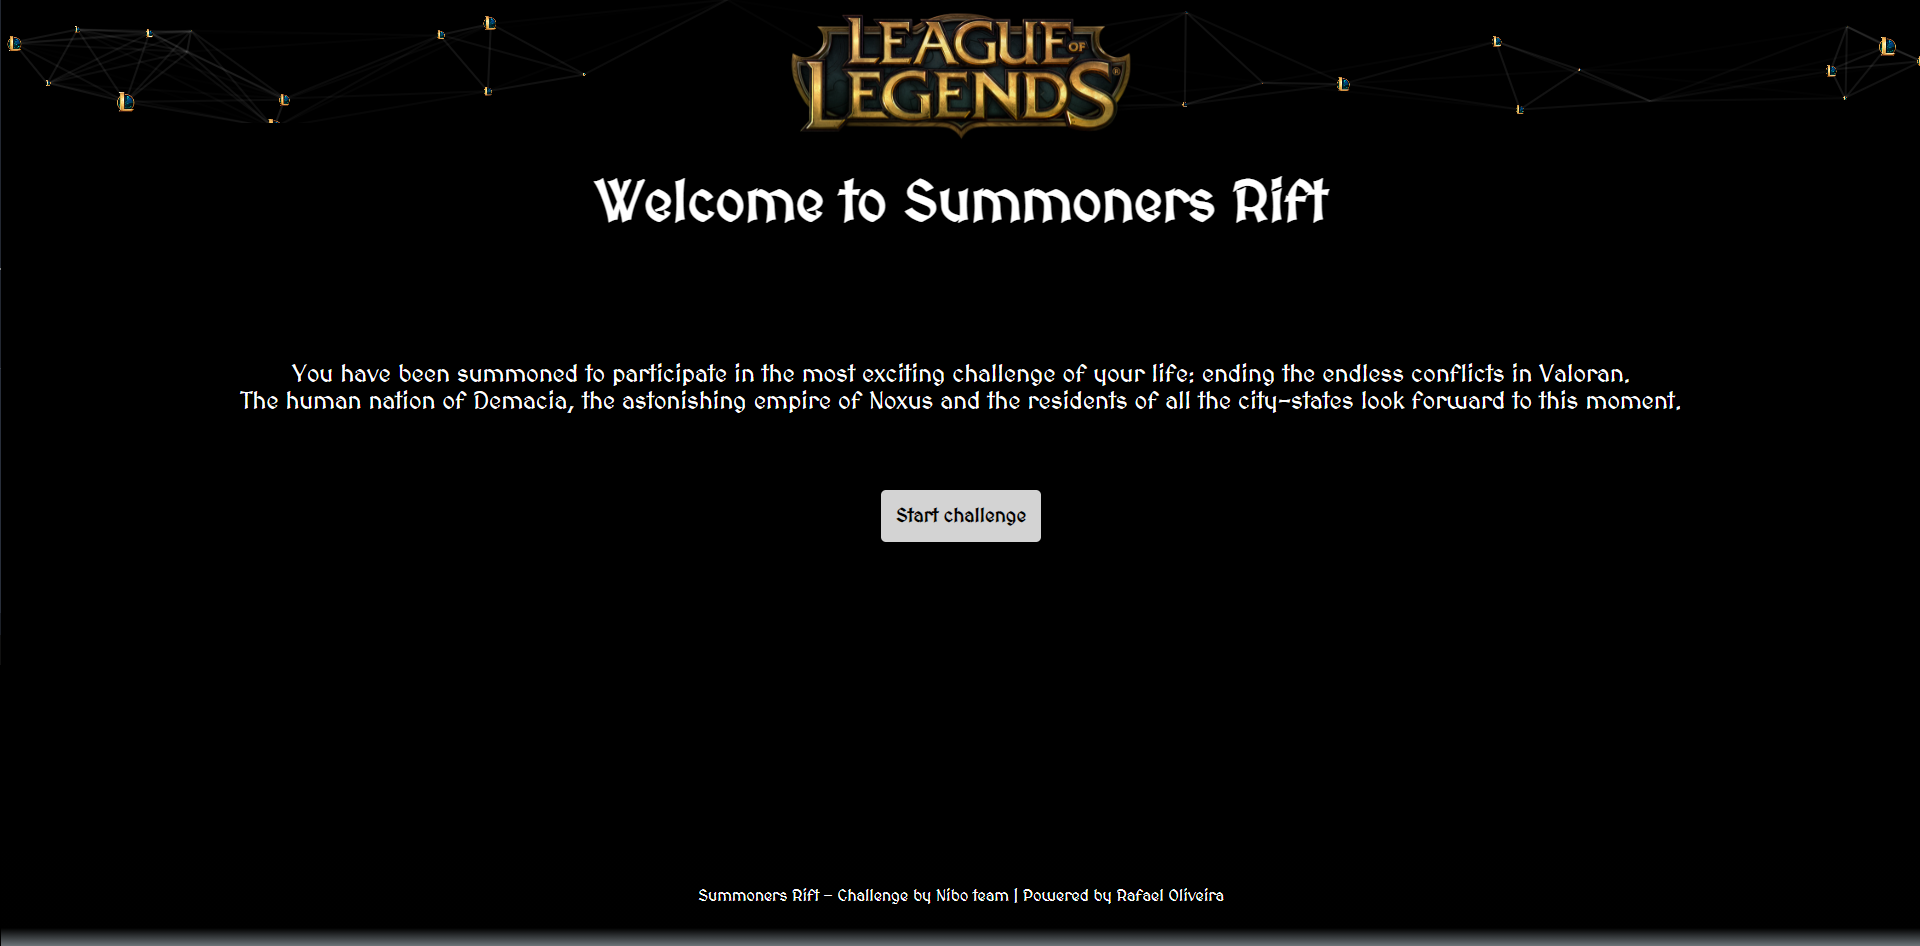 LEAGUE OF
LEGENDS®
Welcome to Summoners Rift
You have been summoned to participate in the most exciting challenge of your life: ending the endless conflicts in Valoran.
The human nation of Demacia, the astonishing empire of Noxus and the residents of all the city-states look forward to this moment.
Start challenge
Summoners Rift - Challenge by Nibo team | Powered by Rafael Oliveira